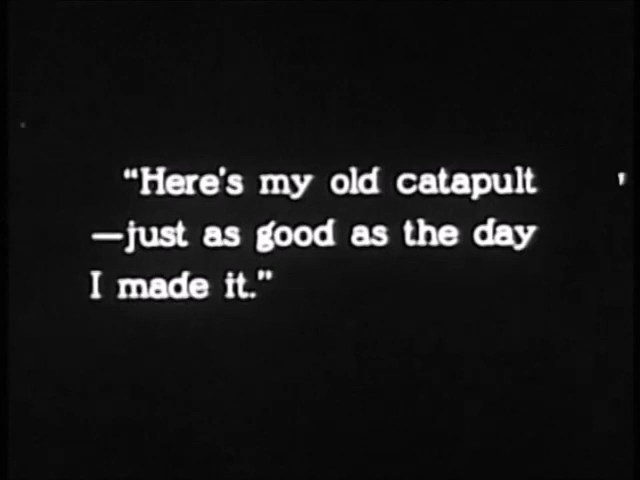 “Here's my old catapult
—just as good as the day
I made it.”